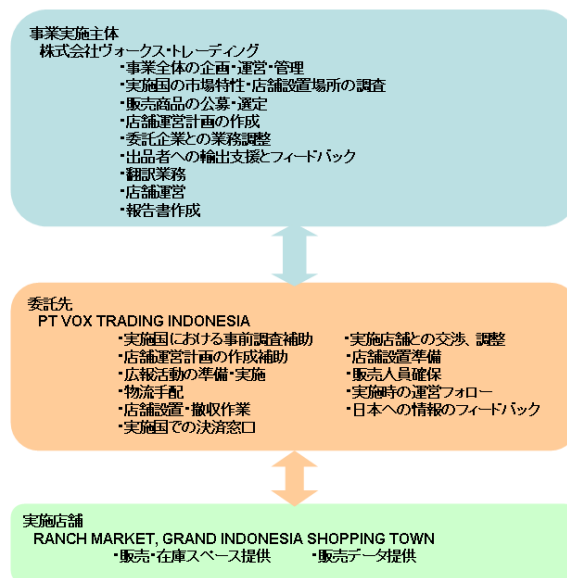 事業実施主体
株式会社ヴォークス・トレーディング
・事業全体の企画・運営・管理
・実施国の市場特性・店舗設置場所の調査
・販売商品の公募・選定
・店舗運営計画の作成
・委託企業との業務調整
・出品者への輸出支援とフィードバック
・翻訳業務
・店舗運営
・報告書作成
委託先
PT VOX TRADING INDONESIA
・実施国における事前調査補助
・店舗運営計画の作成補助
・広報活動の準備・実施
・物流手配
・店舗設置・撤収作業
・実施国での決済窓口
・実施店舗との交渉、調整
・店舗設置準備
・販売人員確保
・実施時の運営フォロー
・日本への情報のフィードバック
実施店舗
RANCH MARKET, GRAND INDONESIA SHOPPING TOWN
・販売・在庫スペース提供 ・販売データ提供